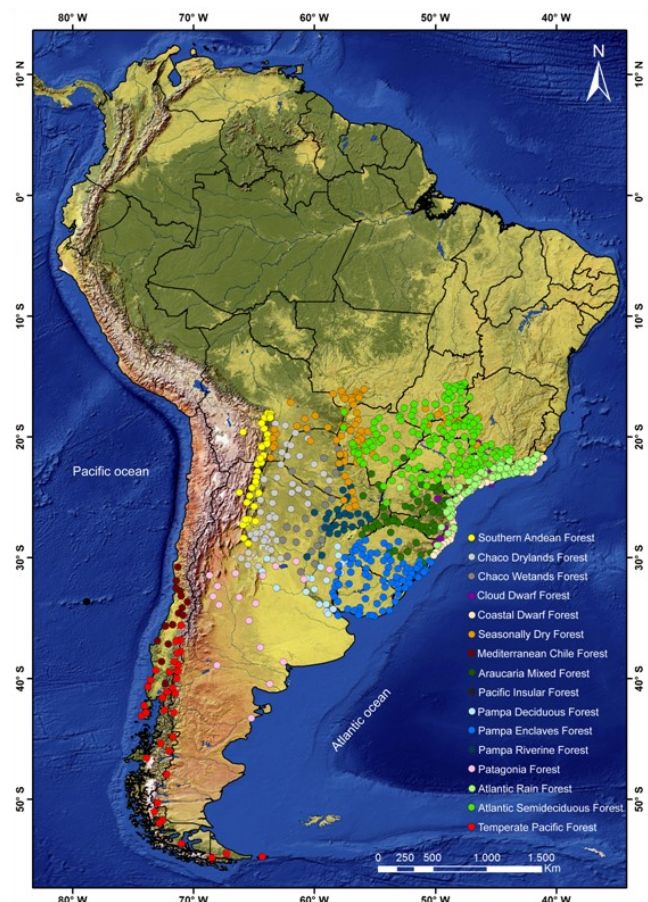 80° W 70° W 60° W 50° W 40° W
N
10° N
10° N
0°
0°
10° S
10° S
20° S
20° S
Pacific ocean
Southern Andean Forest
Chaco Drylands Forest
Chaco Wetands Forest
30° S
30° S
Cloud Dwarf Forest
Coastal Dwarf Forest
Seasonally Dry Forest
Mediterranean Chile Forest
40° S
40° S
Araucaria Mixed Forest
Pacific Insular Forest
Atlantic ocean
Pampa Deciduous Forest
Pampa Enclaves Forest
Pampa Riverine Forest
Patagonia Forest
Atlantic Rain Forest
50° S
50° S
Atlantic Semideciduous Forest
Temperate Pacific Forest
0 250 500 1.000 1.500
Km
80° W 70° W 60° W 50° W 40° W